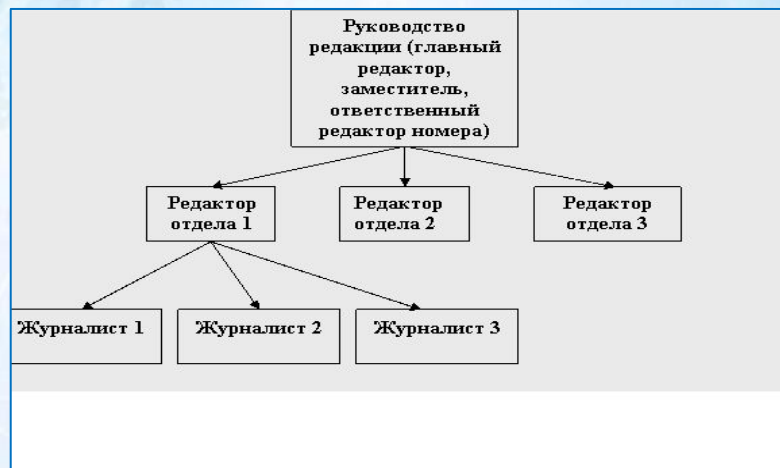 Руководство
редакции (главный
редактор,
заместитель,
ответственный
редактор номера)
Редактор
отдела 1
Редактор
отдела 2
Редактор
отдела 3
Журналист 1
Журналист 2
Журналист 3